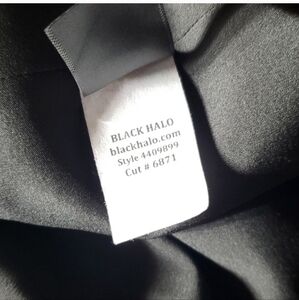 BLACK HALO
blackhalo.com
Style 4409899
Cut # 6871